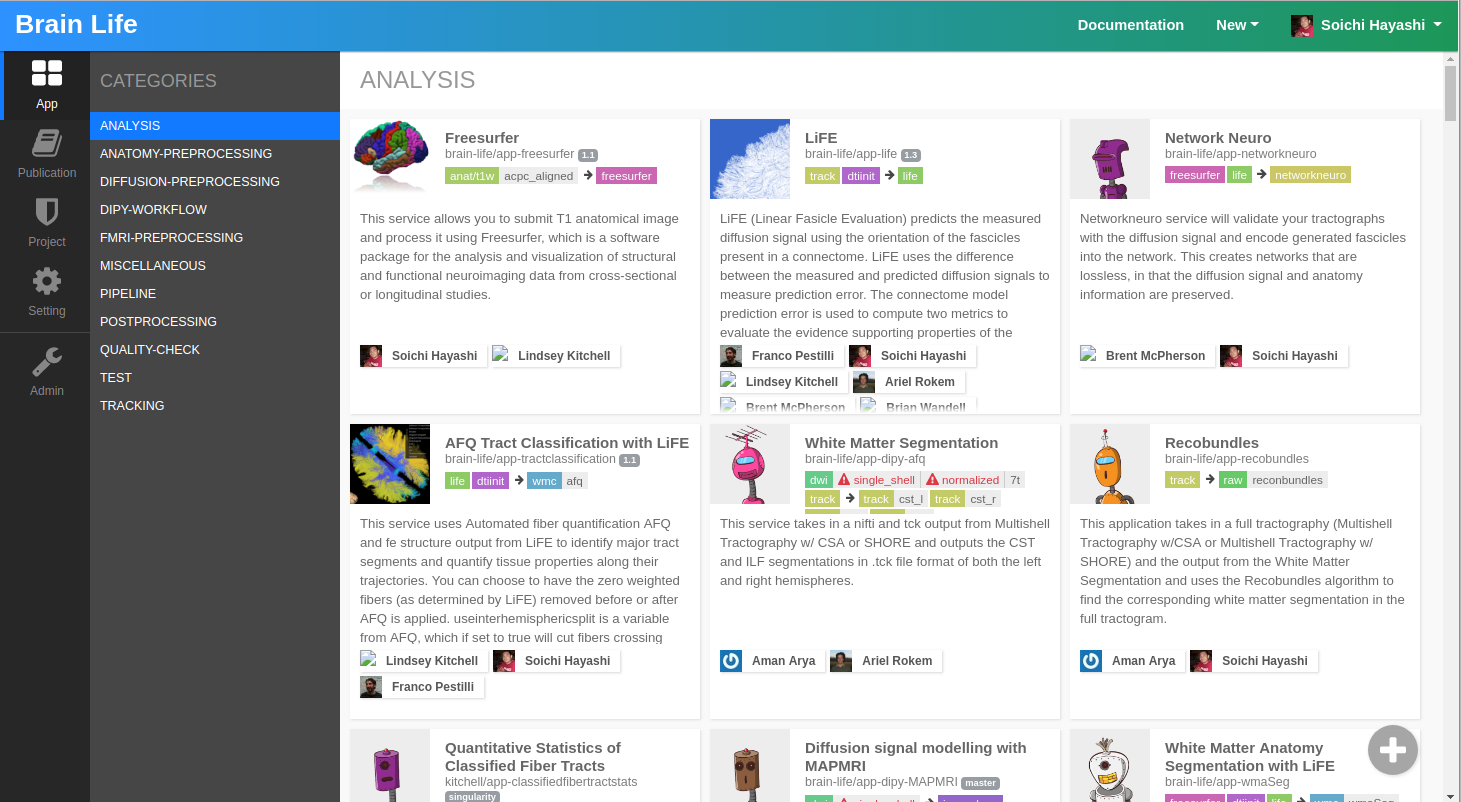 Brain Life
Documentation
New
Soichi Hayashi
App
Publication
Project
Setting
Admin
CATEGORIES
ANALYSIS
ANATOMY-PREPROCESSING
DIFFUSION-PREPROCESSING
DIPY-WORKFLOW
FMRI-PREPROCESSING
MISCELLANEOUS
PIPELINE
POSTPROCESSING
QUALITY-CHECK
TEST
TRACKING
ANALYSIS
Freesurfer
brain-life/app-freesurfer 1.1
anat/t1w acpc_aligned → freesurfer
This service allows you to submit T1 anatomical image
and process it using Freesurfer, which is a software
package for the analysis and visualization of structural
and functional neuroimaging data from cross-sectional
or longitudinal studies.
Soichi Hayashi Lindsey Kitchell
LiFE
brain-life/app-life 1.3
track dtiinit → life
LiFE (Linear Fasicle Evaluation) predicts the measured
diffusion signal using the orientation of the fascicles
present in a connectome. LiFE uses the difference
between the measured and predicted diffusion signals to
measure prediction error. The connectome model
prediction error is used to compute two metrics to
evaluate the evidence supporting properties of the
Franco Pestilli Soichi Hayashi
Lindsey Kitchell Ariel Rokem
Brent McPherson Brian Wandell
Network Neuro
brain-life/app-networkneuro
freesurfer life → networkneuro
Networkneuro service will validate your tractographs
with the diffusion signal and encode generated fascicles
into the network. This creates networks that are
lossless, in that the diffusion signal and anatomy
information are preserved.
Brent McPherson Soichi Hayashi
AFQ Tract Classification with LiFE
brain-life/app-tractclassification 1.1
life dtiinit → wmc afq
This service uses Automated fiber quantification AFQ
and fe structure output from LiFE to identify major tract
segments and quantify tissue properties along their
trajectories. You can choose to have the zero weighted
fibers (as determined by LiFE) removed before or after
AFQ is applied. useinterhemisphericsplit is a variable
from AFQ, which if set to true will cut fibers crossing
Lindsey Kitchell Soichi Hayashi
Franco Pestilli
White Matter Segmentation
brain-life/app-dipy-afq
dwi single_shell normalized 7t
track → track cst_l track cst_r
This service takes in a nifti and tck output from Multishell
Tractography w/ CSA or SHORE and outputs the CST
and ILF segmentations in .tck file format of both the left
and right hemispheres.
Aman Arya Ariel Rokem
Recobundles
brain-life/app-recobundles
track → raw reconbundles
This application takes in a full tractography (Multishell
Tractography w/CSA or Multishell Tractography w/
SHORE) and the output from the White Matter
Segmentation and uses the Recobundles algorithm to
find the corresponding white matter segmentation in the
full tractogram.
Aman Arya Soichi Hayashi
Quantitative Statistics of
Classified Fiber Tracts
kitchell/app-classifiedfibertractstats
singularity
Diffusion signal modelling with
MAPMRI
brain-life/app-dipy-MAPMRI master
White Matter Anatomy
Segmentation with LiFE
brain-life/app-wmaSeg
freesurfer dtiinit life → wmc wmaSeg